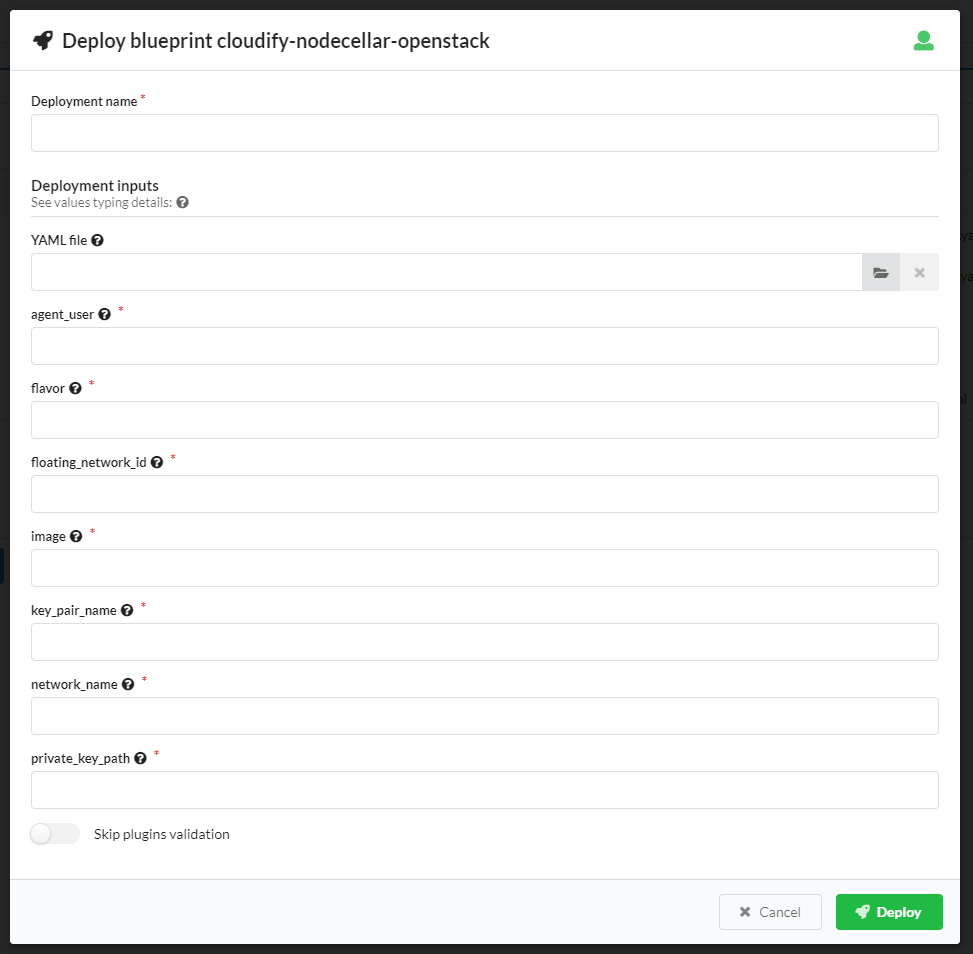 Deploy blueprint cloudify-nodecellar-openstack
Deployment name *
Deployment inputs
See values typing details:
YAML file
agent_user *
flavor *
floating_network_id *
image *
key_pair_name *
network_name *
private_key_path *
Skip plugins validation
Cancel
Deploy